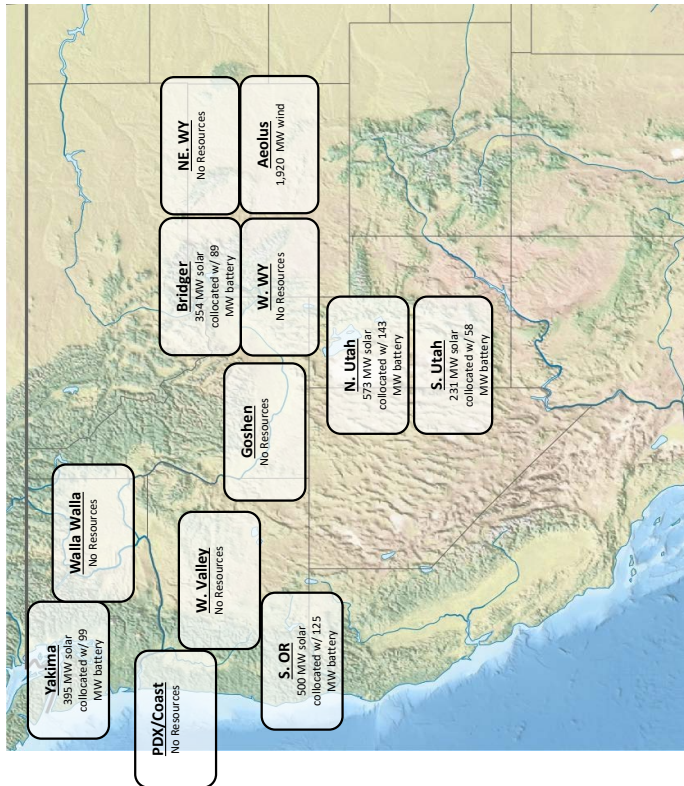 Yakima
395 MW solar
collocated w/ 99
MW battery
Walla Walla
No Resources
PDX/Coast
No Resources
W. Valley
No Resources
S. OR
500 MW solar
collocated w/ 125
MW battery
Goshen
No Resources
Bridger
354 MW solar
collocated w/ 89
MW battery
NE. WY
No Resources
W. WY
No Resources
Aeolus
1,920 MW wind
N. Utah
573 MW solar
collocated w/ 143
MW battery
S. Utah
231 MW solar
collocated w/ 58
MW battery